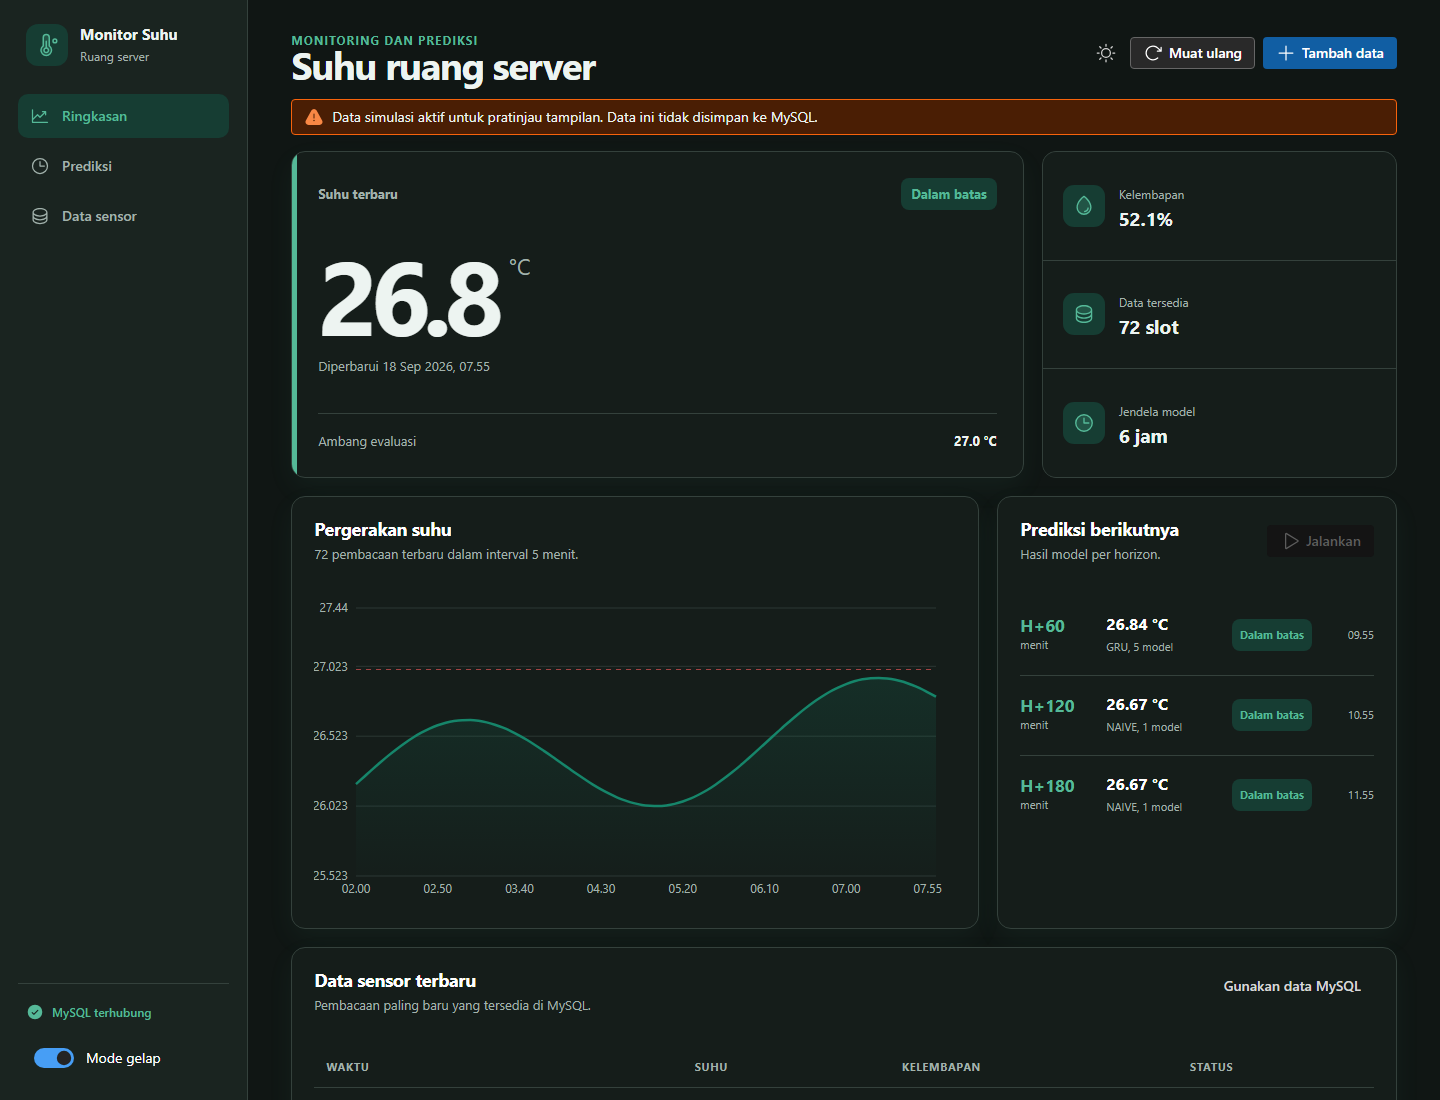 Monitor Suhu
Ruang server
Ringkasan
Prediksi
Data sensor
MySQL terhubung
Mode gelap
MONITORING DAN PREDIKSI
Suhu ruang server
Muat ulang
Tambah data
Data simulasi aktif untuk pratinjau tampilan. Data ini tidak disimpan ke MySQL.
Suhu terbaru
Dalam batas
26.8 °C
Diperbarui 18 Sep 2026, 07.55
Ambang evaluasi
27.0 °C
Kelembapan
52.1%
Data tersedia
72 slot
Jendela model
6 jam
Pergerakan suhu
72 pembacaan terbaru dalam interval 5 menit.
27.44
27.023
26.523
26.023
25.523
02.00 02.50 03.40 04.30 05.20 06.10 07.00 07.55
Prediksi berikutnya
Hasil model per horizon.
Jalankan
H+60
menit
26.84 °C
GRU, 5 model
Dalam batas
09.55
H+120
menit
26.67 °C
NAIVE, 1 model
Dalam batas
10.55
H+180
menit
26.67 °C
NAIVE, 1 model
Dalam batas
11.55
Data sensor terbaru
Pembacaan paling baru yang tersedia di MySQL.
Gunakan data MySQL
WAKTU SUHU KELEMBAPAN STATUS